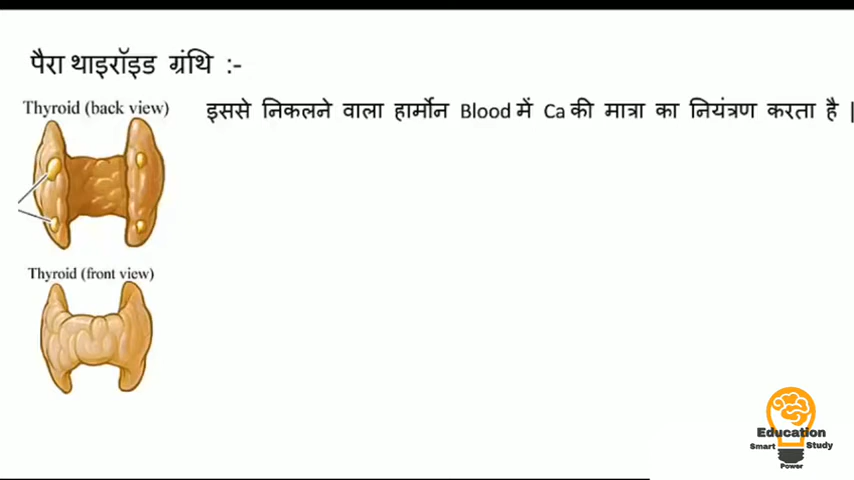 पैरा थाइरॉइड ग्रंथि :-
Thyroid (back view)
इससे निकलने वाला हार्मोन Blood में Ca की मात्रा का नियंत्रण करता है |
Thyroid (front view)
Education
Smart Study
Power